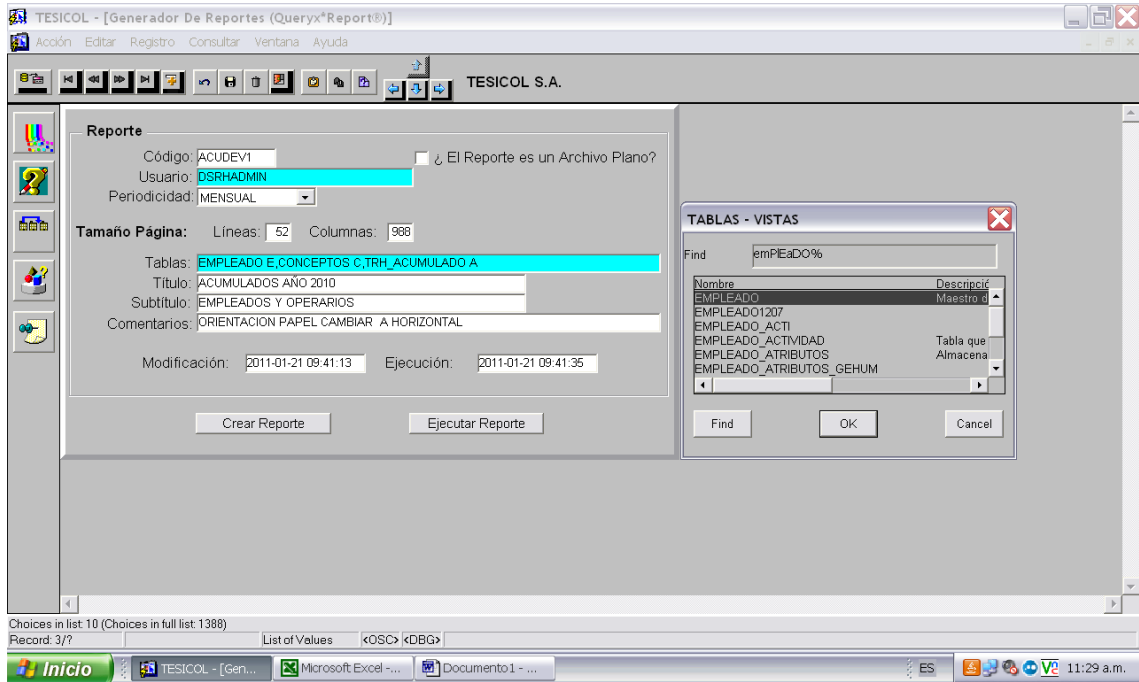 TESICOL - [Generador De Reportes (Queryx*Report®)]
Acción Editar Registro Consultar Ventana Ayuda
TESICOL S.A.
Reporte
Código: ACUDEV1
¿ El Reporte es un Archivo Plano?
Usuario: DSRHADMIN
Periodicidad: MENSUAL
Tamaño Página: Líneas: 52 Columnas: 988
Tablas: EMPLEADO E,CONCEPTOS C,TRH_ACUMULADO A
Título: ACUMULADOS AÑO 2010
Subtítulo: EMPLEADOS Y OPERARIOS
Comentarios: ORIENTACION PAPEL CAMBIAR A HORIZONTAL
Modificación: 2011-01-21 09:41:13 Ejecución: 2011-01-21 09:41:35
Crear Reporte Ejecutar Reporte
TABLAS - VISTAS
Find emPlEaDO%
Nombre Descripció
EMPLEADO Maestro d
EMPLEADO1207
EMPLEADO_ACTI
EMPLEADO_ACTIVIDAD Tabla que
EMPLEADO_ATRIBUTOS Almacena
EMPLEADO_ATRIBUTOS_GEHUM
Find OK Cancel
Choices in list: 10 (Choices in full list: 1388)
Record: 3/? List of Values <OSC> <DBG>
Inicio TESICOL - [Gen... Microsoft Excel -... Documento1 - ... ES 11:29 a.m.